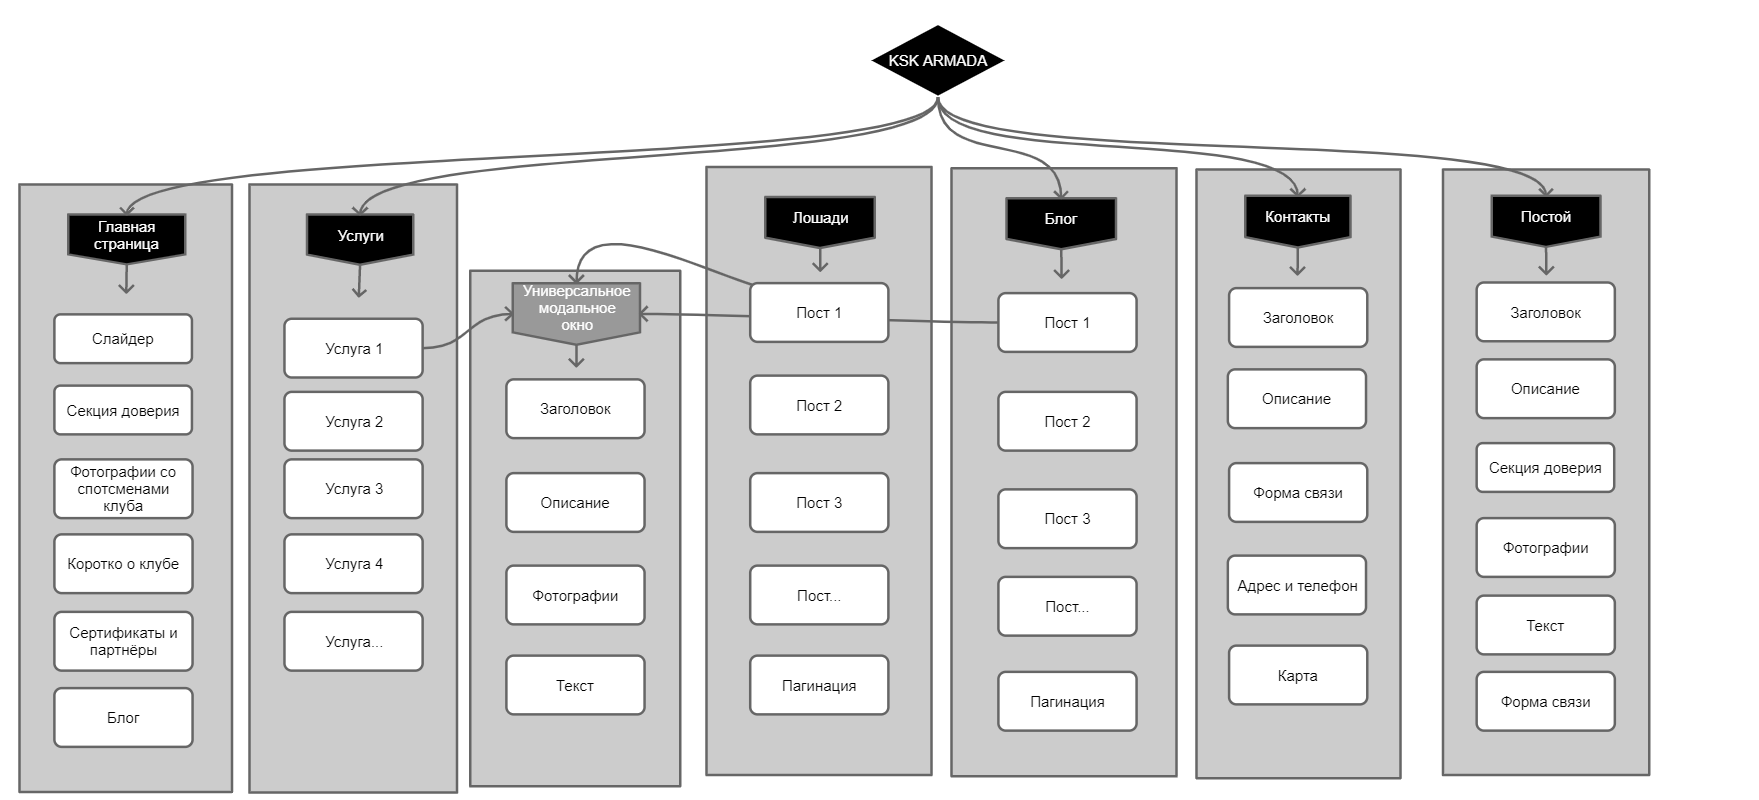 KSK ARMADA
Главная
страница
Слайдер
Секция доверия
Фотографии со
спотсменами
клуба
Коротко о клубе
Сертификаты и
партнёры
Блог
Услуги
Услуга 1
Услуга 2
Услуга 3
Услуга 4
Услуга...
Универсальное
модальное
окно
Заголовок
Описание
Фотографии
Текст
Лошади
Пост 1
Пост 2
Пост 3
Пост...
Пагинация
Блог
Пост 1
Пост 2
Пост 3
Пост...
Пагинация
Контакты
Заголовок
Описание
Форма связи
Адрес и телефон
Карта
Постой
Заголовок
Описание
Секция доверия
Фотографии
Текст
Форма связи